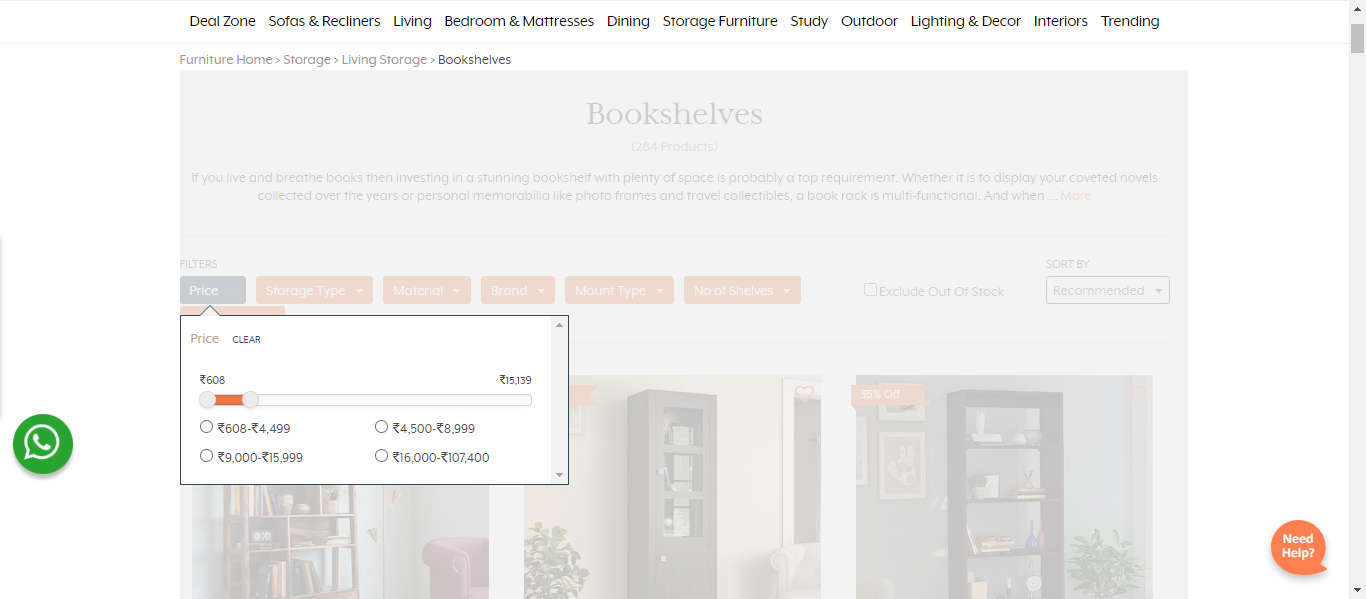 Deal Zone Sofas & Recliners Living Bedroom & Mattresses Dining Storage Furniture Study Outdoor Lighting & Decor Interiors Trending
Furniture Home > Storage > Living Storage > Bookshelves
Bookshelves
(284 Products)
If you live and breathe books then investing in a stunning bookshelf with plenty of space is probably a top requirement. Whether it is to display your coveted novels
collected over the years or personal memorabilia like photo frames and travel collectibles, a book rack is multi-functional. And when ... More
FILTERS
SORT BY
Price Storage Type Material Brand Mount Type No of Shelves Exclude Out Of Stock Recommended
Price CLEAR
₹608 ₹15,139
₹608-₹4,499 ₹4,500-₹8,999
₹9,000-₹15,999 ₹16,000-₹107,400
35% Off
Need
Help?